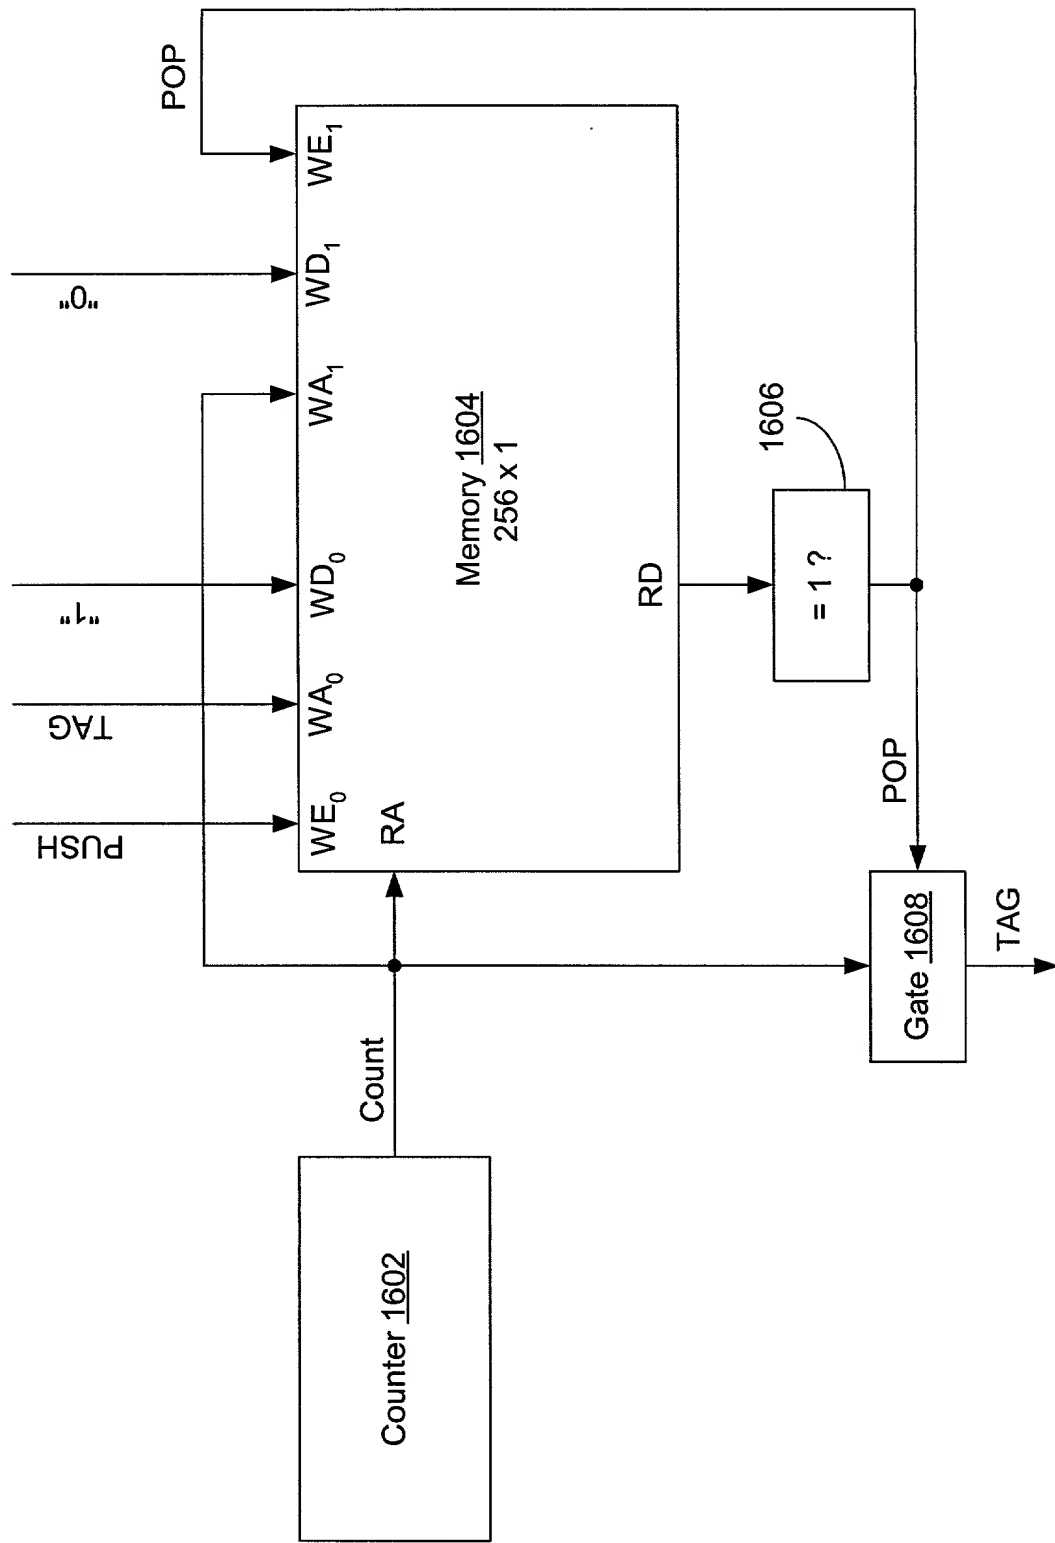 POP
PUSH
TAG
"1"
"0"
WE0
WA0
WD0
WA1
WD1
WE1
RA
Memory 1604
256 x 1
RD
Counter 1602
Count
= 1 ?
1606
POP
Gate 1608
TAG